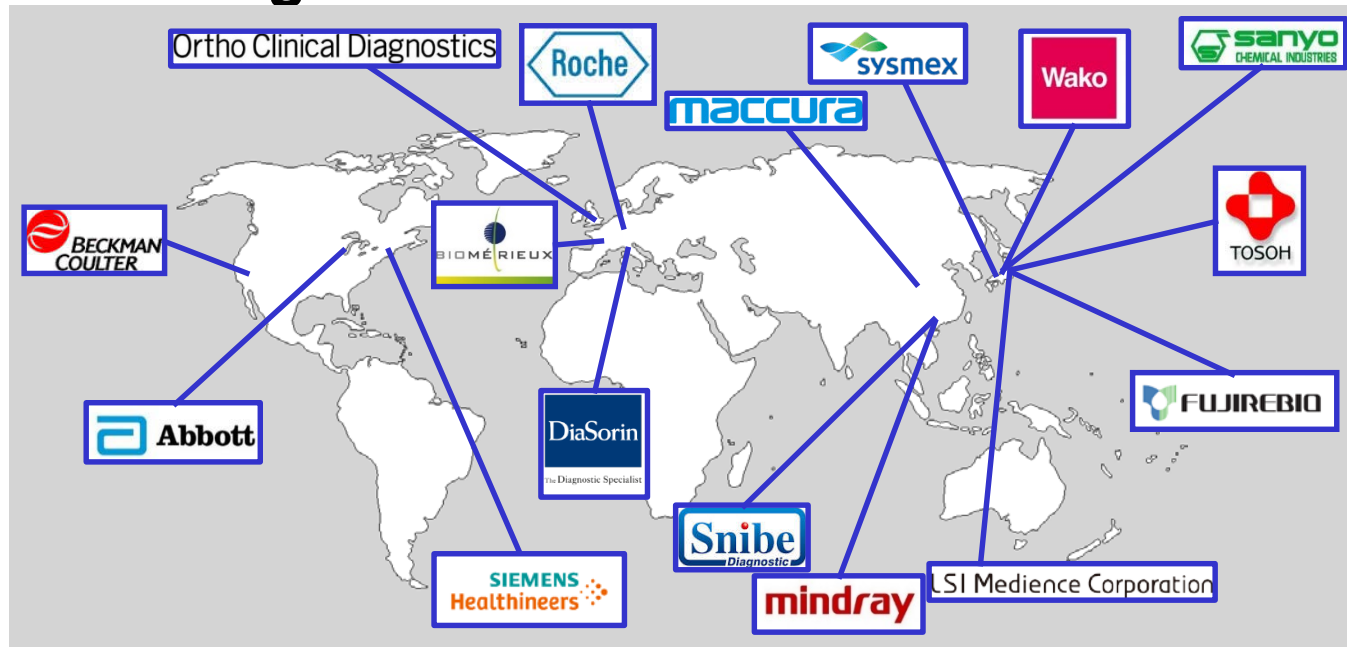 Ortho Clinical Diagnostics
Roche
sysmex
Wako
sanyo
CHEMICAL INDUSTRIES
maccura
TOSOH
BECKMAN
COULTER
BIOMÉRIEUX
Abbott
DiaSorin
The Diagnostic Specialist
FUJIREBIO
Snibe
Diagnostic
SIEMENS
Healthineers
mindray
LSI Medience Corporation